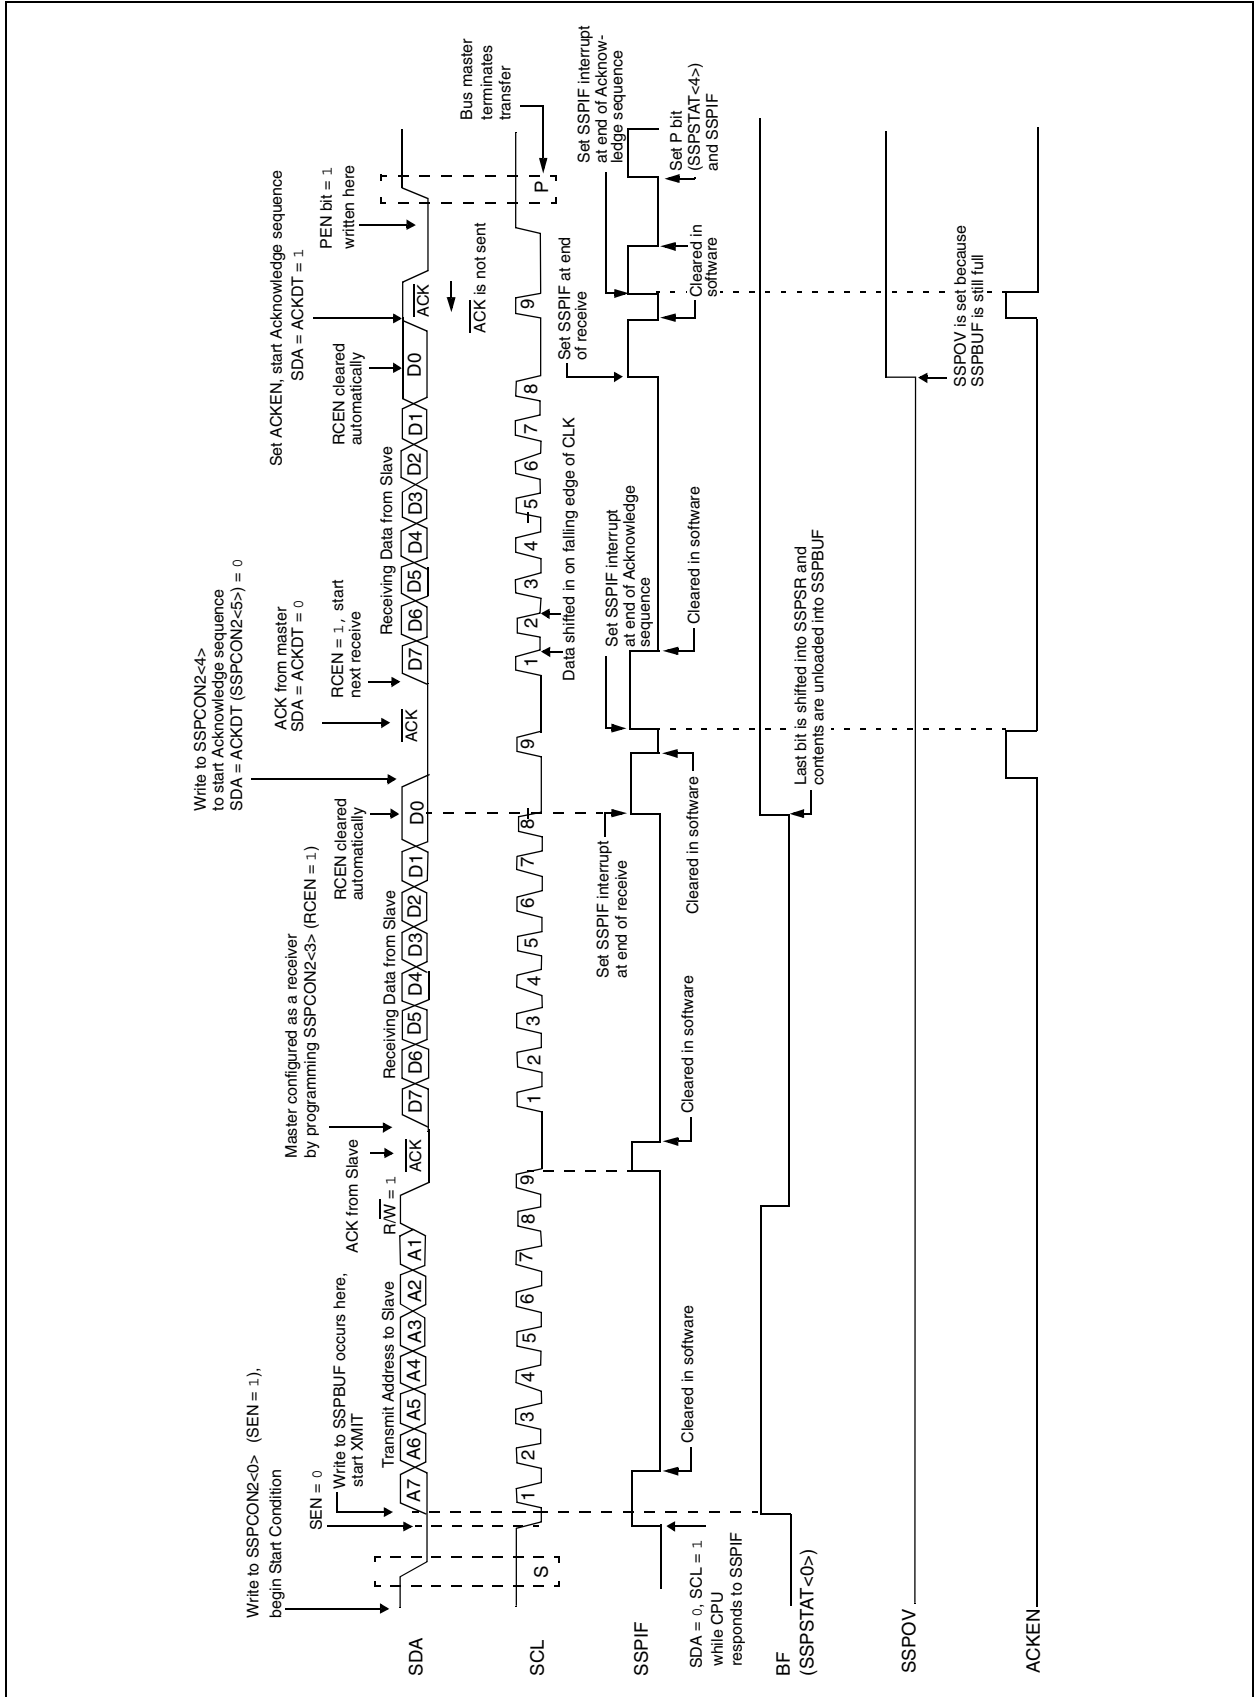 Write to SSPCON2<0> (SEN = 1),
begin Start Condition
SEN = 0
Write to SSPBUF occurs here,
start XMIT
Transmit Address to Slave
ACK from Slave
R/W = 1
Master configured as a receiver
by programming SSPCON2<3> (RCEN = 1)
Receiving Data from Slave
RCEN cleared
automatically
Write to SSPCON2<4>
to start Acknowledge sequence
SDA = ACKDT (SSPCON2<5>) = 0
ACK from master
SDA = ACKDT = 0
RCEN = 1, start
next receive
Receiving Data from Slave
RCEN cleared
automatically
Set ACKEN, start Acknowledge sequence
SDA = ACKDT = 1
PEN bit = 1
written here
SDA
A7 A6 A5 A4 A3 A2 A1 ACK D7 D6 D5 D4 D3 D2 D1 D0 ACK D7 D6 D5 D4 D3 D2 D1 D0 ACK
ACK is not sent
Bus master
terminates
transfer
SCL
S 1 2 3 4 5 6 7 8 9 1 2 3 4 5 6 7 8 9 1 2 3 4 5 6 7 8 9 P
Data shifted in on falling edge of CLK
Set SSPIF interrupt
at end of receive
Set SSPIF interrupt
at end of Acknowledge
sequence
Set SSPIF at end
of receive
Set SSPIF interrupt
at end of Acknow-
ledge sequence
SSPIF
SDA = 0, SCL = 1
while CPU
responds to SSPIF
Cleared in software
Cleared in software
Cleared in software
Cleared in software
Cleared in
software
Set P bit
(SSPSTAT<4>)
and SSPIF
BF
(SSPSTAT<0>)
Last bit is shifted into SSPSR and
contents are unloaded into SSPBUF
SSPOV
SSPOV is set because
SSPBUF is still full
ACKEN